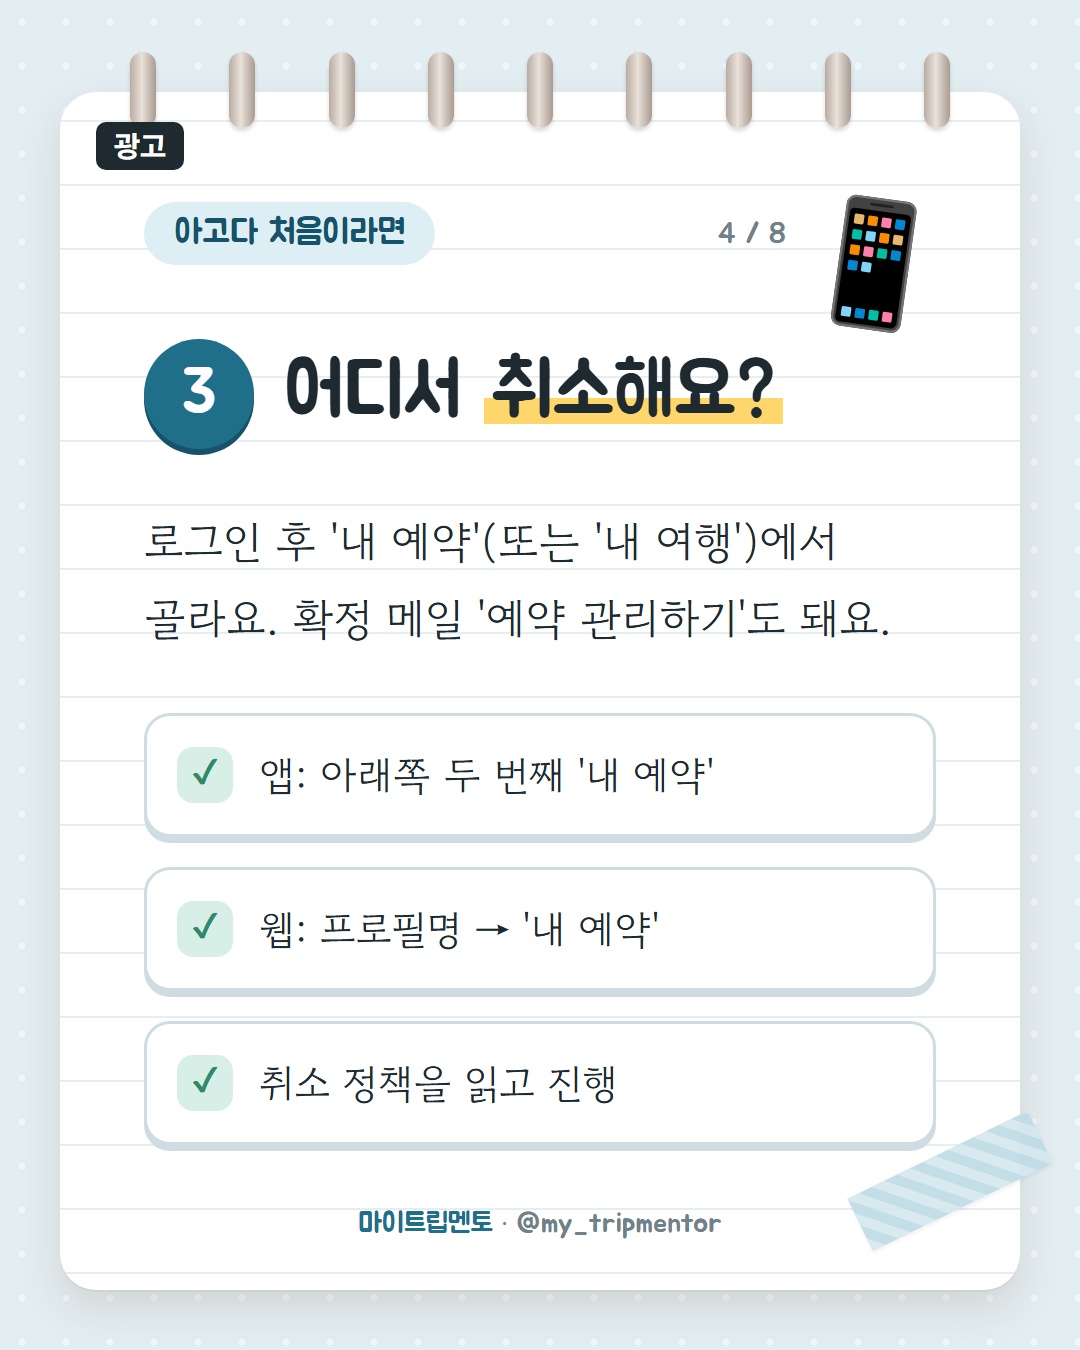 광고
아고다 처음이라면
4 / 8
3 어디서 취소해요?
로그인 후 '내 예약'(또는 '내 여행')에서
골라요. 확정 메일 '예약 관리하기'도 돼요.
✓ 앱: 아래쪽 두 번째 '내 예약'
✓ 웹: 프로필명 → '내 예약'
✓ 취소 정책을 읽고 진행
마이트립멘토 · @my_tripmentor